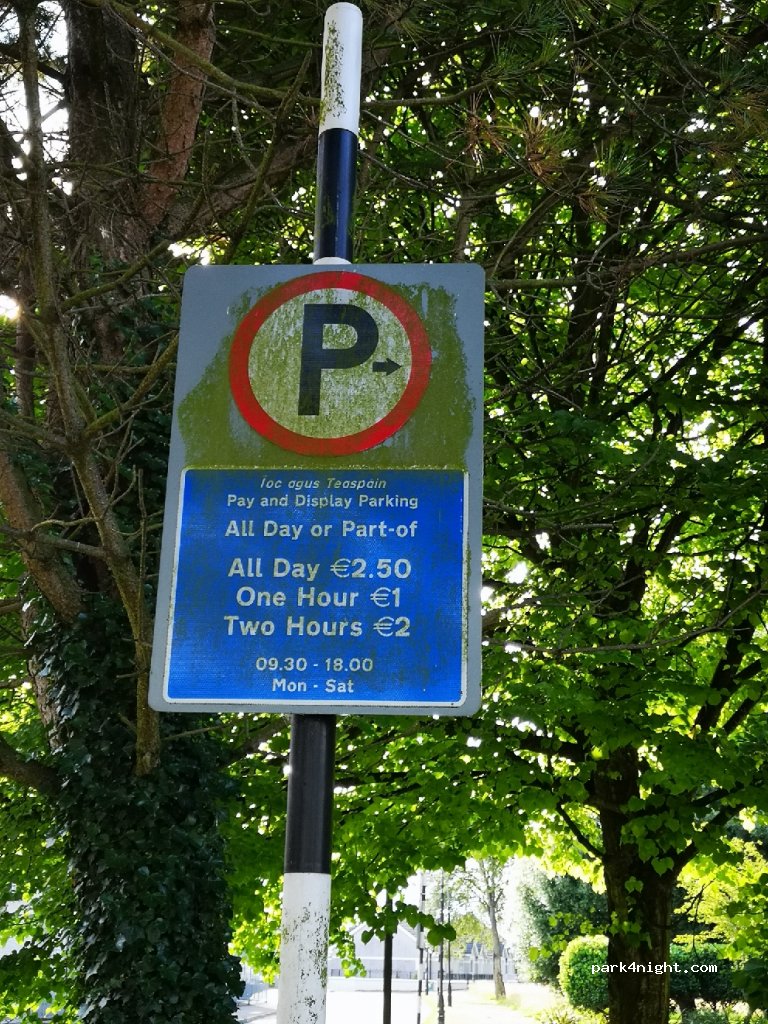 P
Íoc agus Teaspáin
Pay and Display Parking
All Day or Part-of
All Day €2.50
One Hour €1
Two Hours €2
09.30 - 18.00
Mon - Sat
park4night.com